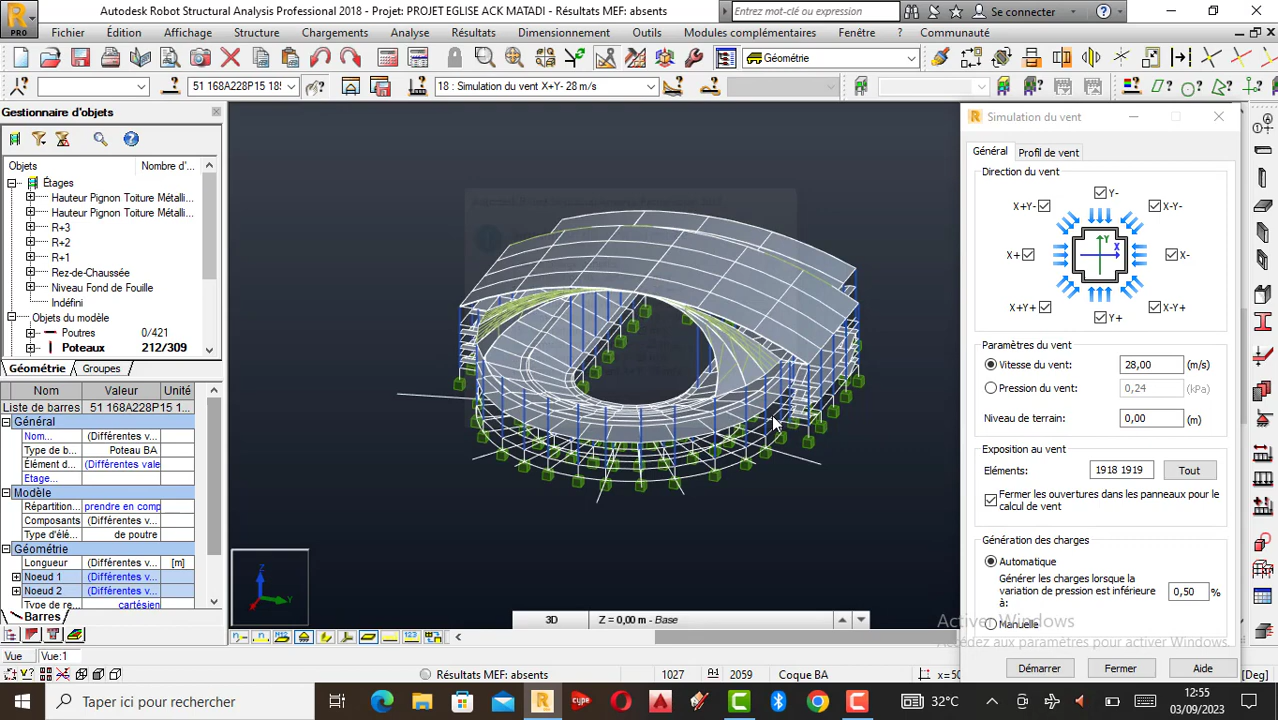 Autodesk Robot Structural Analysis Professional 2018 - Projet: PROJET EGLISE ACK MATADI - Résultats MEF: absents
Entrez mot-clé ou expression
Se connecter
PRO
Fichier Édition Affichage Structure Chargements Analyse Résultats Dimensionnement Outils Modules complémentaires Fenêtre ? Communauté
Géométrie
51 168A228P15 18
18 : Simulation du vent X+Y- 28 m/s
Gestionnaire d'objets
Objets Nombre d'...
Étages
Hauteur Pignon Toiture Métalli...
Hauteur Pignon Toiture Métalli...
R+3
R+2
R+1
Rez-de-Chaussée
Niveau Fond de Fouille
Indéfini
Objets du modèle
Poutres 0/421
Poteaux 212/309
Géométrie Groupes
Nom Valeur Unité
Liste de barres 51 168A228P15 1...
Général
Nom... (Différentes v...
Type de b... Poteau BA
Élément d... (Différentes vale
Etage... (Différentes v...
Modèle
Répartition... prendre en comp
Composants (Différentes v...
Type d'élé... de poutre
Géométrie
Longueur (Différentes v... [m]
Noeud 1 (Différentes v...
Noeud 2 (Différentes v...
Type de re... cartésien
Barres
Vue Vue:1
Z
Y
3D Z = 0,00 m - Base
Résultats MEF: absents 1027 2059 Coque BA x=50 [Deg]
Simulation du vent
Général Profil de vent
Direction du vent
Y-
X+Y- X-Y-
Y
X+ X X-
X+Y+ X-Y+
Y+
Paramètres du vent
Vitesse du vent: 28,00 (m/s)
Pression du vent: 0,24 (kPa)
Niveau de terrain: 0,00 (m)
Exposition au vent
Eléments: 1918 1919 Tout
Fermer les ouvertures dans les panneaux pour le
calcul de vent
Génération des charges
Automatique
Générer les charges lorsque la
variation de pression est inférieure
à: 0,50 %
Manuelle
Activer Windows
Accédez aux paramètres pour activer Windows.
Démarrer Fermer Aide
Taper ici pour rechercher
cype
32°C
12:55
03/09/2023